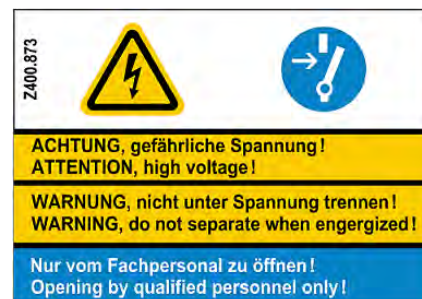 Z400.873
ACHTUNG, gefährliche Spannung!
ATTENTION, high voltage!
WARNUNG, nicht unter Spannung trennen!
WARNING, do not separate when engergized!
Nur vom Fachpersonal zu öffnen!
Opening by qualified personnel only!